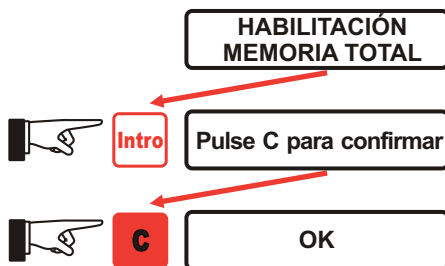 HABILITACIÓN
MEMORIA TOTAL
Intro
Pulse C para confirmar
C
OK